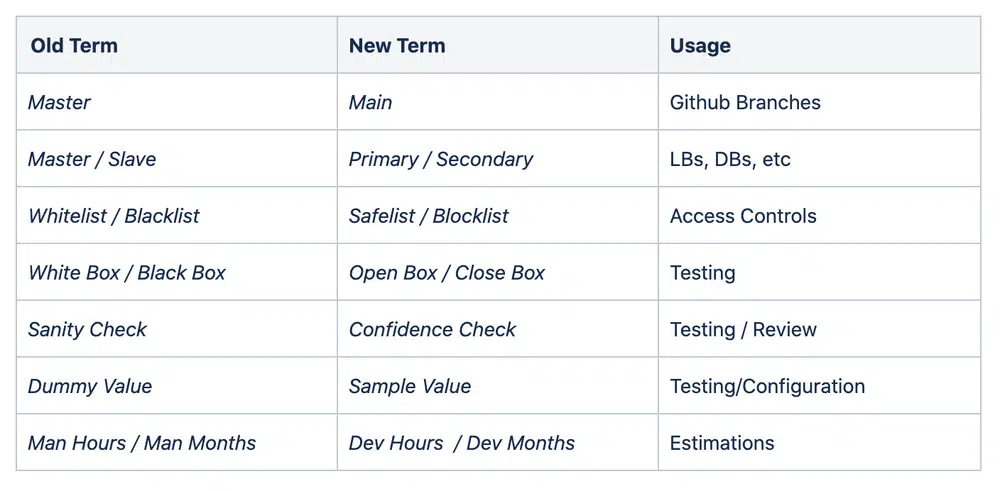 Old Term New Term Usage
Master Main Github Branches
Master / Slave Primary / Secondary LBs, DBs, etc
Whitelist / Blacklist Safelist / Blocklist Access Controls
White Box / Black Box Open Box / Close Box Testing
Sanity Check Confidence Check Testing / Review
Dummy Value Sample Value Testing/Configuration
Man Hours / Man Months Dev Hours / Dev Months Estimations